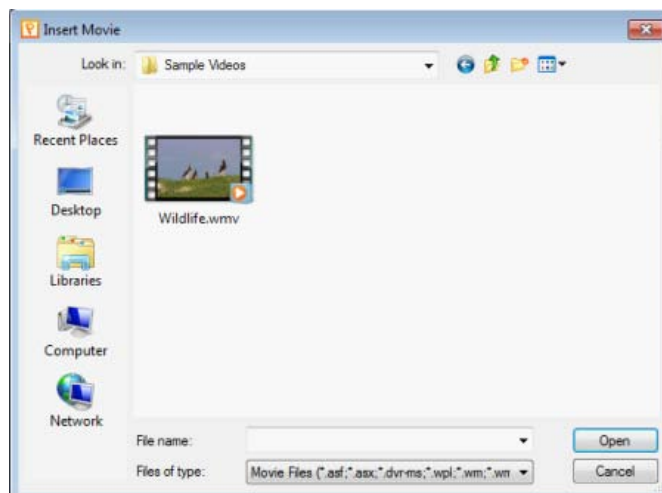 Insert Movie
Look in: Sample Videos
Recent Places
Desktop
Libraries
Computer
Network
Wildlife.wmv
File name:
Open
Files of type: Movie Files (*.asf;*.asx;*.dvr-ms;*.wpl;*.wm;*.wm
Cancel